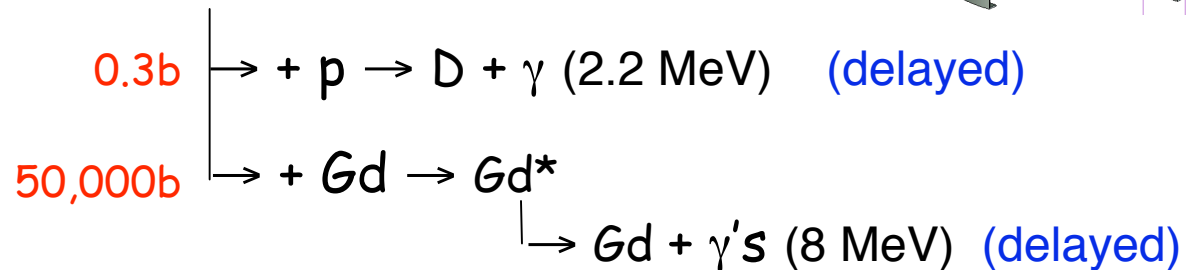 0.3b → + p → D + γ (2.2 MeV) (delayed)
50,000b → + Gd → Gd*
→ Gd + γ's (8 MeV) (delayed)